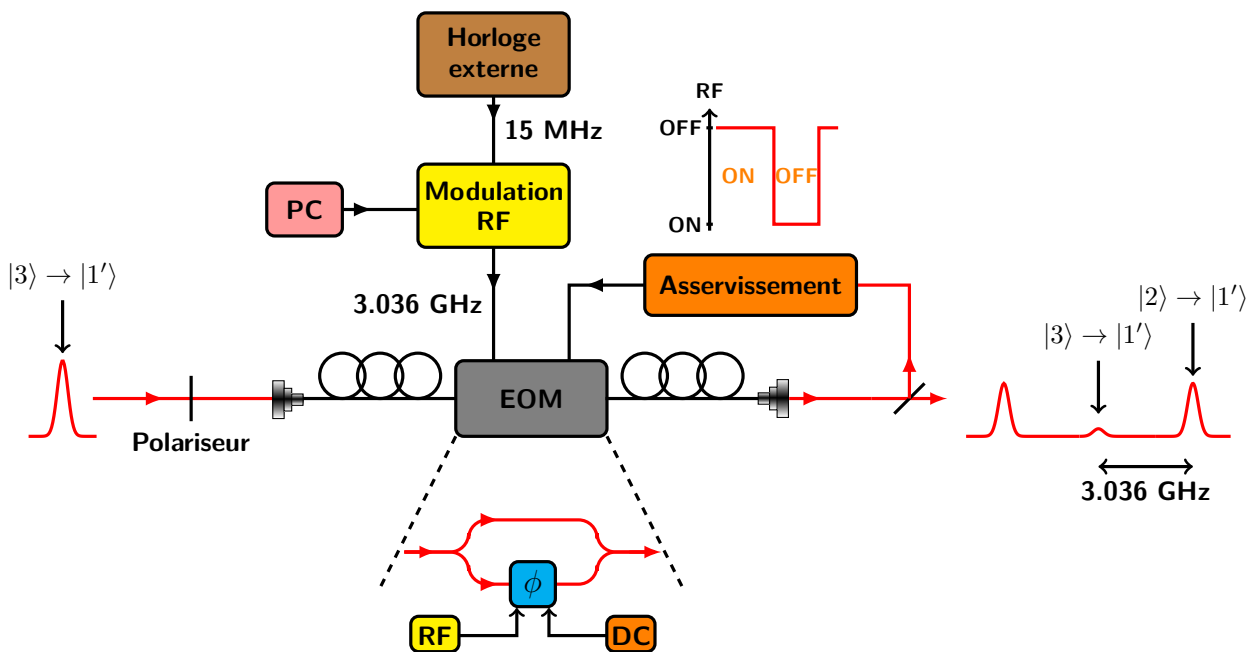 Horloge
externe
15 MHz
RF
OFF
ON
OFF
ON
PC
Modulation
RF
3.036 GHz
Asservissement
|3⟩ → |1′⟩
Polariseur
EOM
|2⟩ → |1′⟩
|3⟩ → |1′⟩
3.036 GHz
ϕ
RF
DC